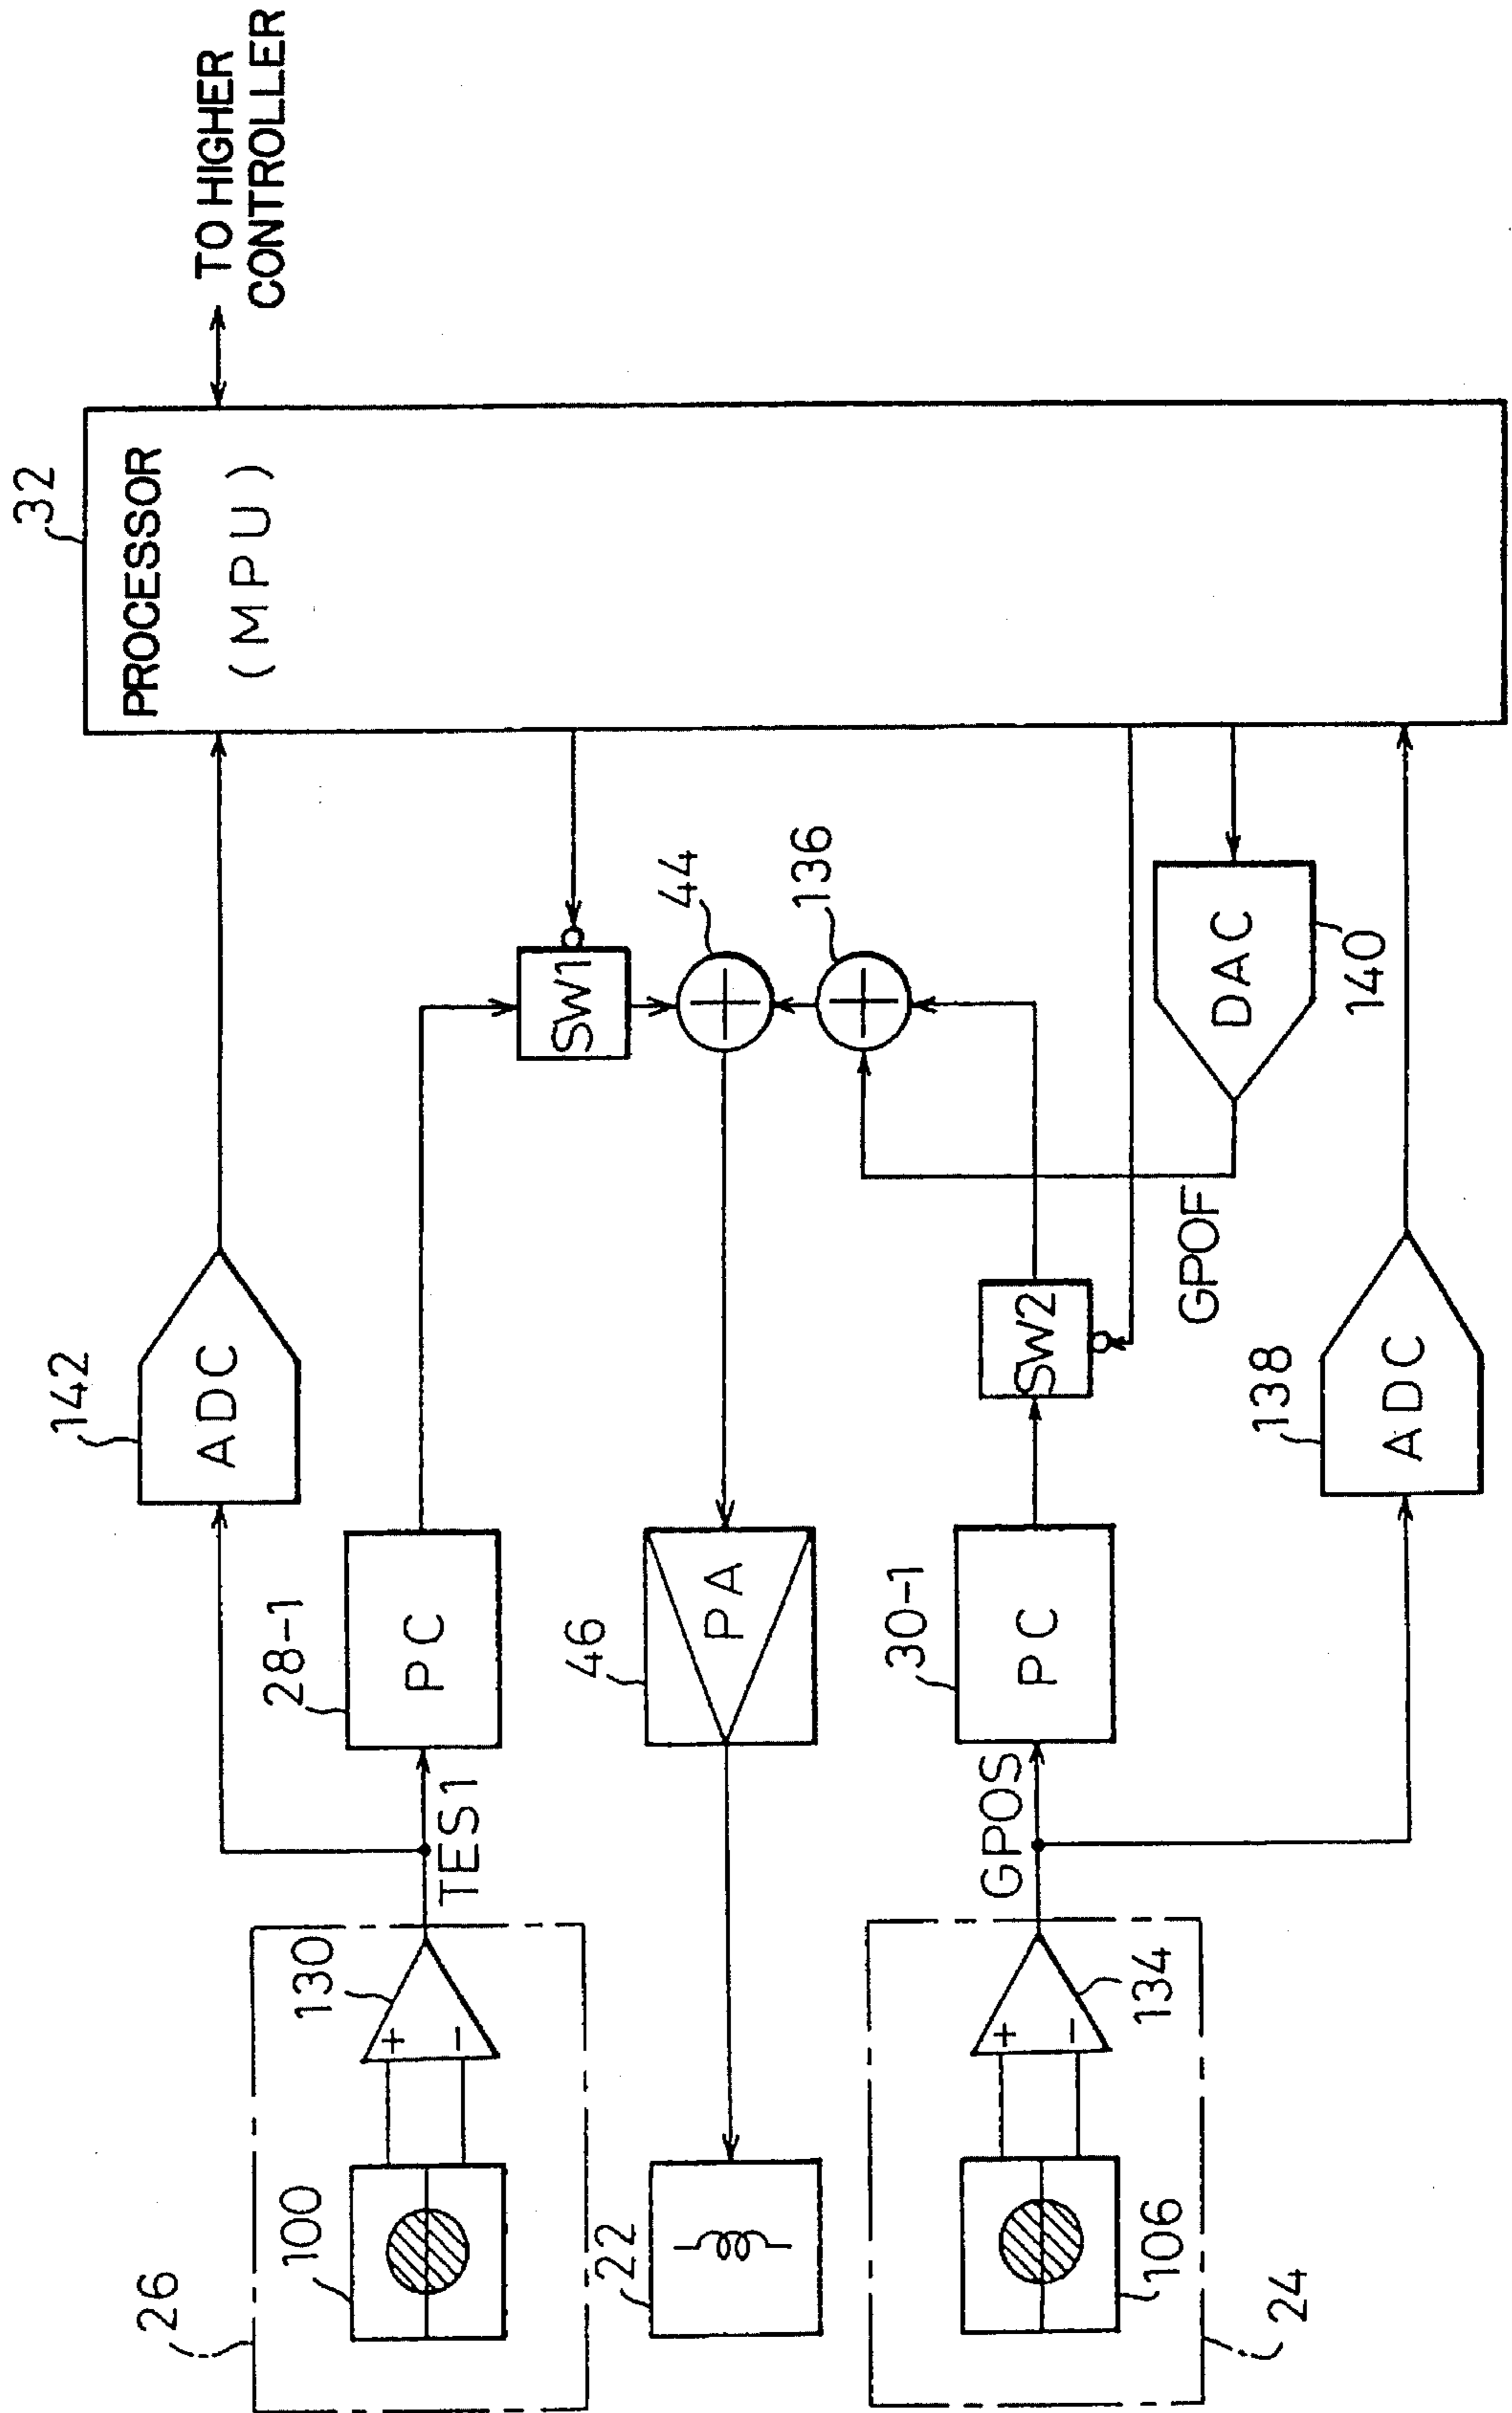 26
100
130
+
−
TES1
142
ADC
28-1
PC
SW1
TO HIGHER
CONTROLLER
32
PROCESSOR
(MPU)
22
46
PA
44
136
24
106
134
+
−
GPOS
30-1
PC
SW2
GPOF
138
ADC
DAC
140